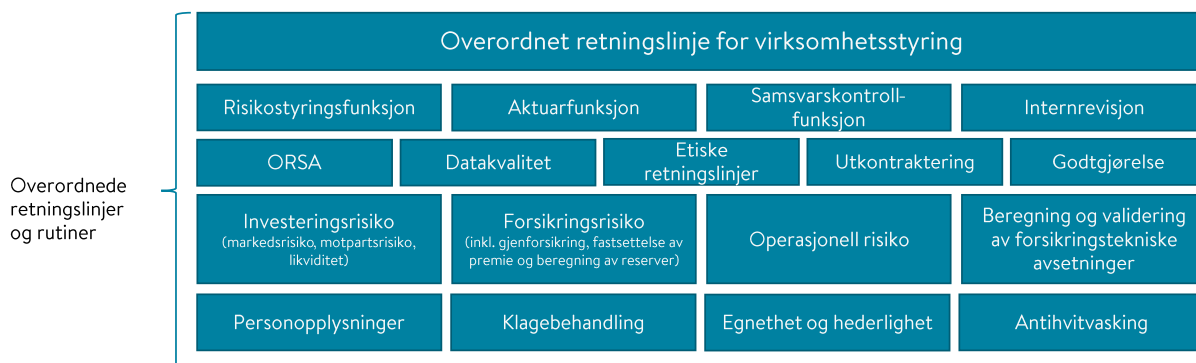 Overordnet retningslinje for virksomhetsstyring
Risikostyringsfunksjon
Aktuarfunksjon
Samsvarskontroll-
funksjon
Internrevisjon
ORSA
Datakvalitet
Etiske
retningslinjer
Utkontraktering
Godtgjørelse
Overordnede
retningslinjer
og rutiner
Investeringsrisiko
(markedsrisiko, motpartsrisiko,
likviditet)
Forsikringsrisiko
(inkl. gjenforsikring, fastsettelse av
premie og beregning av reserver)
Operasjonell risiko
Beregning og validering
av forsikringstekniske
avsetninger
Personopplysninger
Klagebehandling
Egnethet og hederlighet
Antihvitvasking